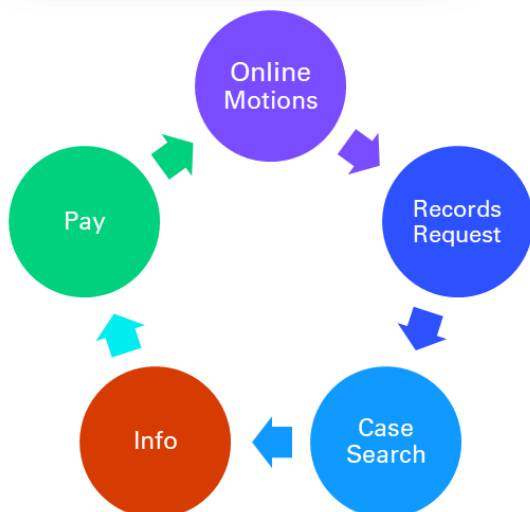 Online
Motions
Records
Request
Case
Search
Info
Pay